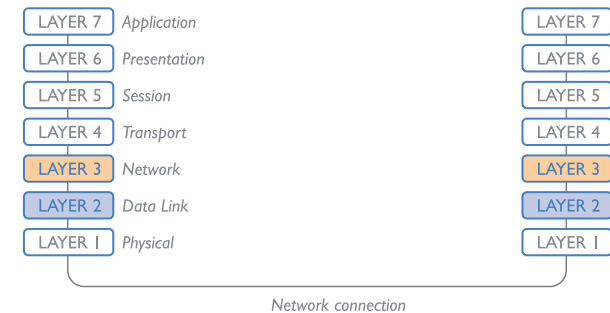 LAYER 7 Application LAYER 7
LAYER 6 Presentation LAYER 6
LAYER 5 Session LAYER 5
LAYER 4 Transport LAYER 4
LAYER 3 Network LAYER 3
LAYER 2 Data Link LAYER 2
LAYER 1 Physical LAYER 1
Network connection